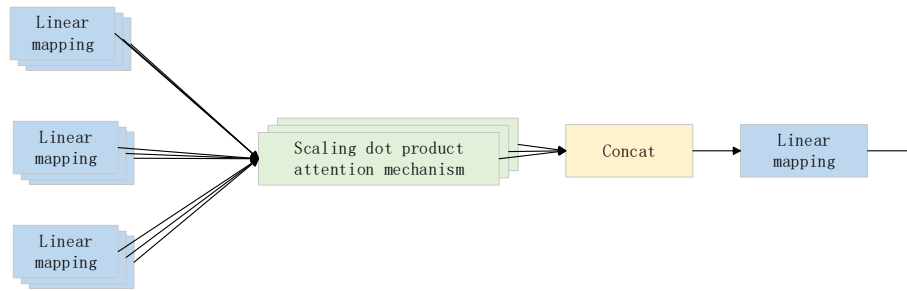 Linear
mapping
Linear
mapping
Linear
mapping
Scaling dot product
attention mechanism
Concat
Linear
mapping